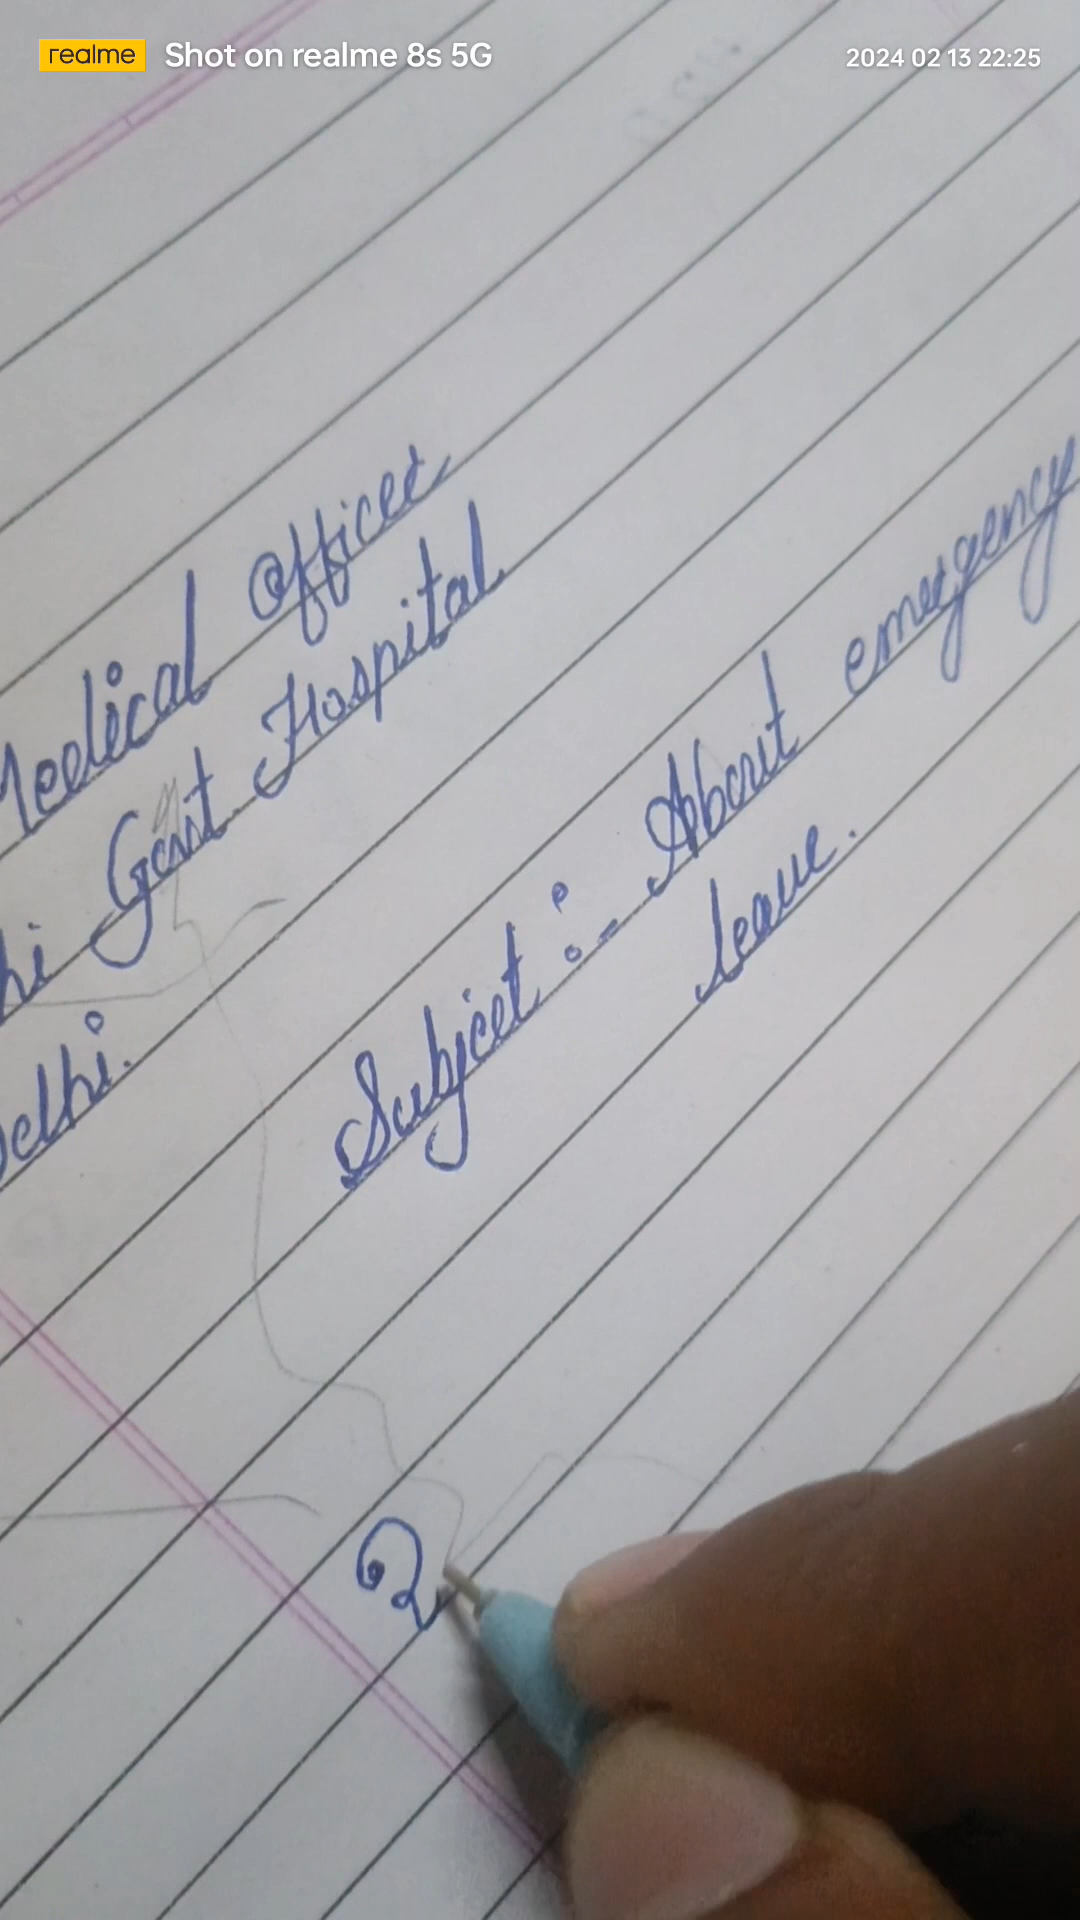 realme Shot on realme 8s 5G
2024 02 13 22:25
Medical Officer
hi Govt Hospital
Delhi.
Subject :- About emergency
leave.